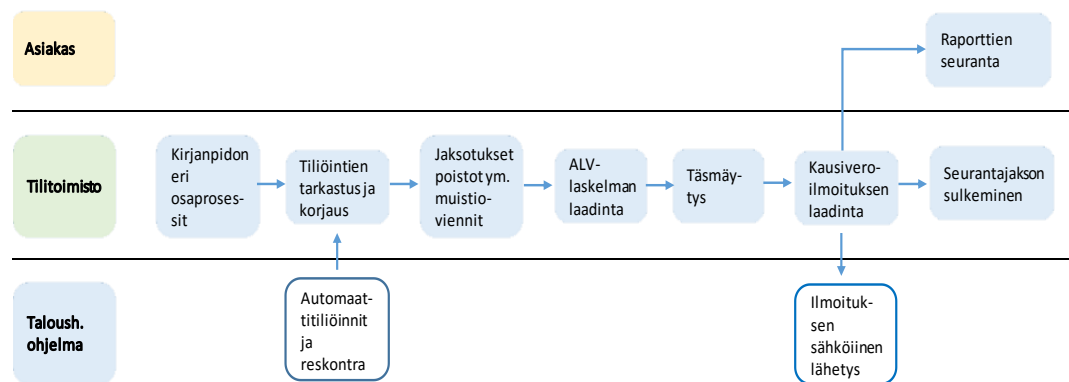 Asiakas
Raporttien
seuranta
Tilitoimisto
Kirjanpidon
eri
osaproses-
sit
Tiliöintien
tarkastus ja
korjaus
Jaksotukset
poistot ym.
muistio-
viennit
ALV-
laskelman
laadinta
Täsmäy-
tys
Kausivero-
ilmoituksen
laadinta
Seurantajakson
sulkeminen
Taloush.
ohjelma
Automaat-
titiliöinnit
ja
reskontra
Ilmoituk-
sen
sähköiinen
lähetys